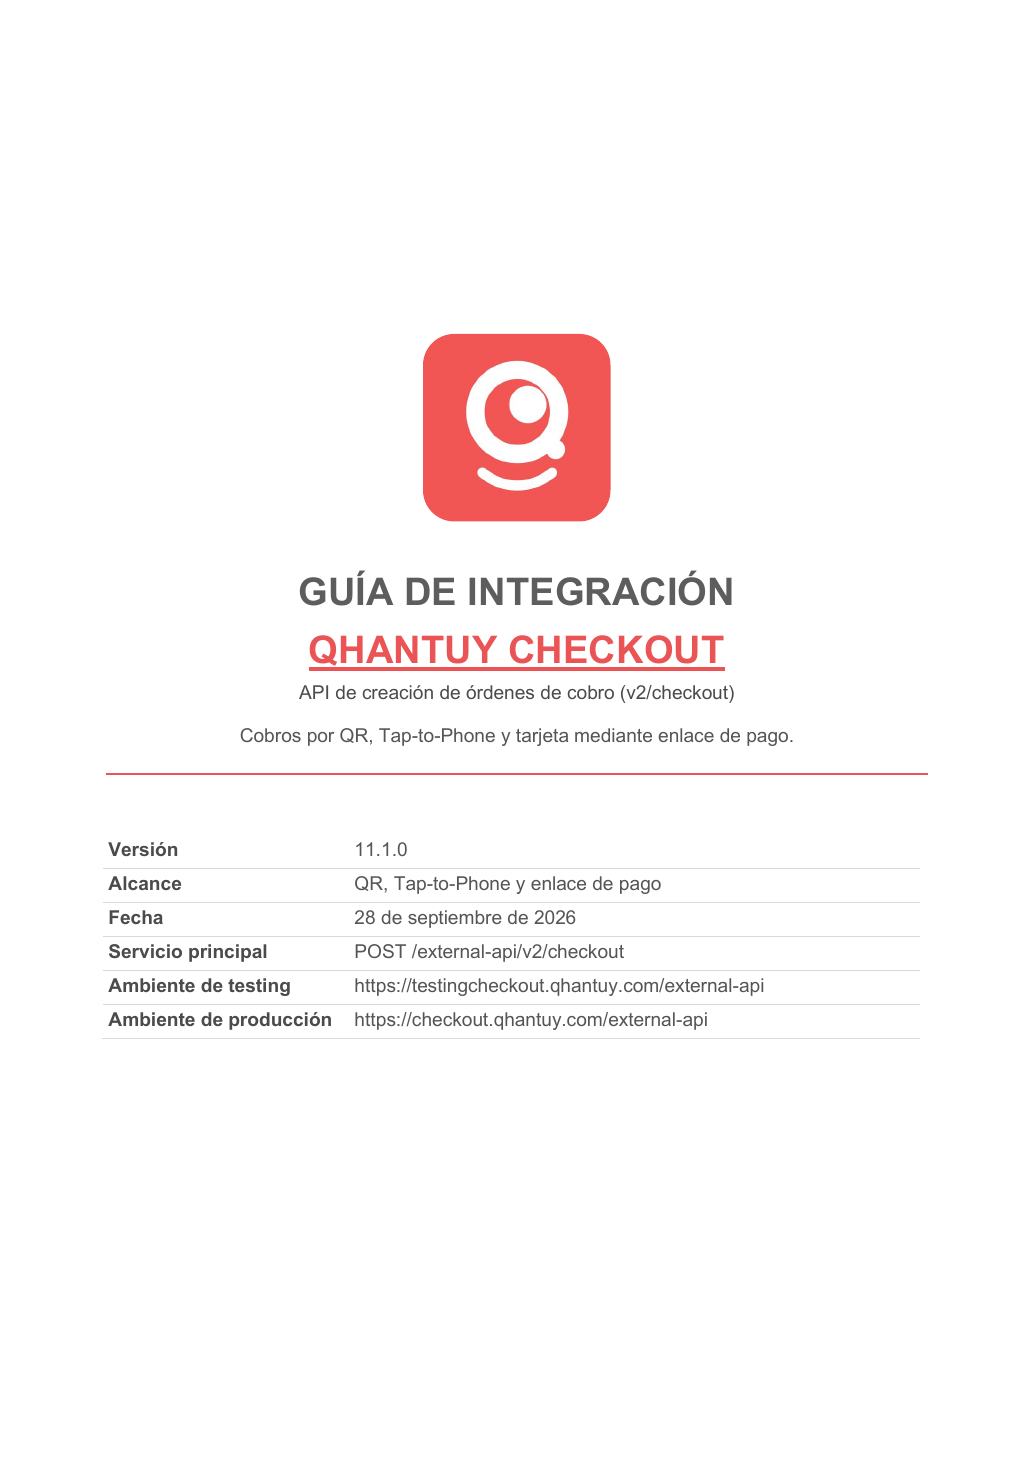 GUÍA DE INTEGRACIÓN
QHANTUY CHECKOUT
API de creación de órdenes de cobro (v2/checkout)
Cobros por QR, Tap-to-Phone y tarjeta mediante enlace de pago.
Versión 11.1.0
Alcance QR, Tap-to-Phone y enlace de pago
Fecha 28 de septiembre de 2026
Servicio principal POST /external-api/v2/checkout
Ambiente de testing https://testingcheckout.qhantuy.com/external-api
Ambiente de producción https://checkout.qhantuy.com/external-api